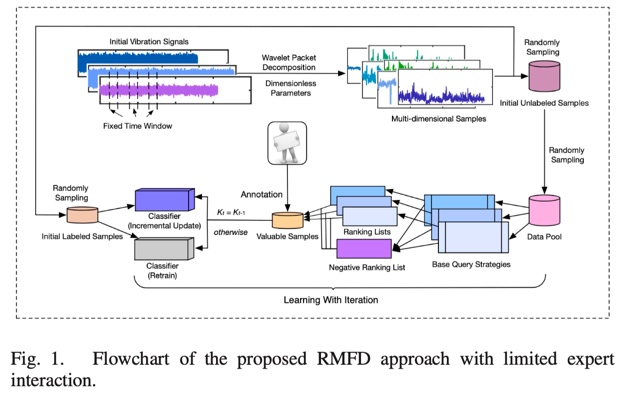 Initial Vibration Signals
Fixed Time Window
Wavelet Packet
Decomposition
Dimensionless
Parameters
Multi-dimensional Samples
Randomly
Sampling
Initial Unlabeled Samples
Randomly
Sampling
Annotation
Randomly
Sampling
Initial Labeled Samples
Classifier
(Incremental Update)
Classifier
(Retrain)
Kt = Kt-1
otherwise
Valuable Samples
Ranking Lists
Negative Ranking List
Base Query Strategies
Data Pool
Learning With Iteration
Fig. 1. Flowchart of the proposed RMFD approach with limited expert
interaction.